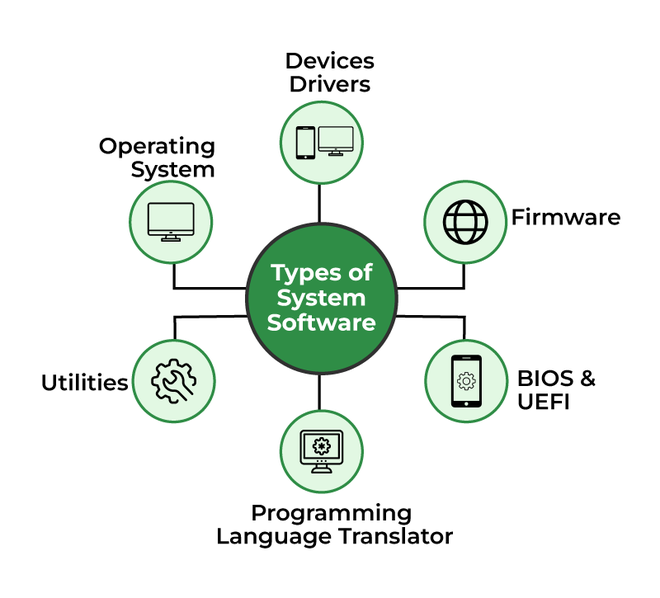 Devices
Drivers
Operating
System
Firmware
Types of
System
Software
Utilities
BIOS &
UEFI
Programming
Language Translator